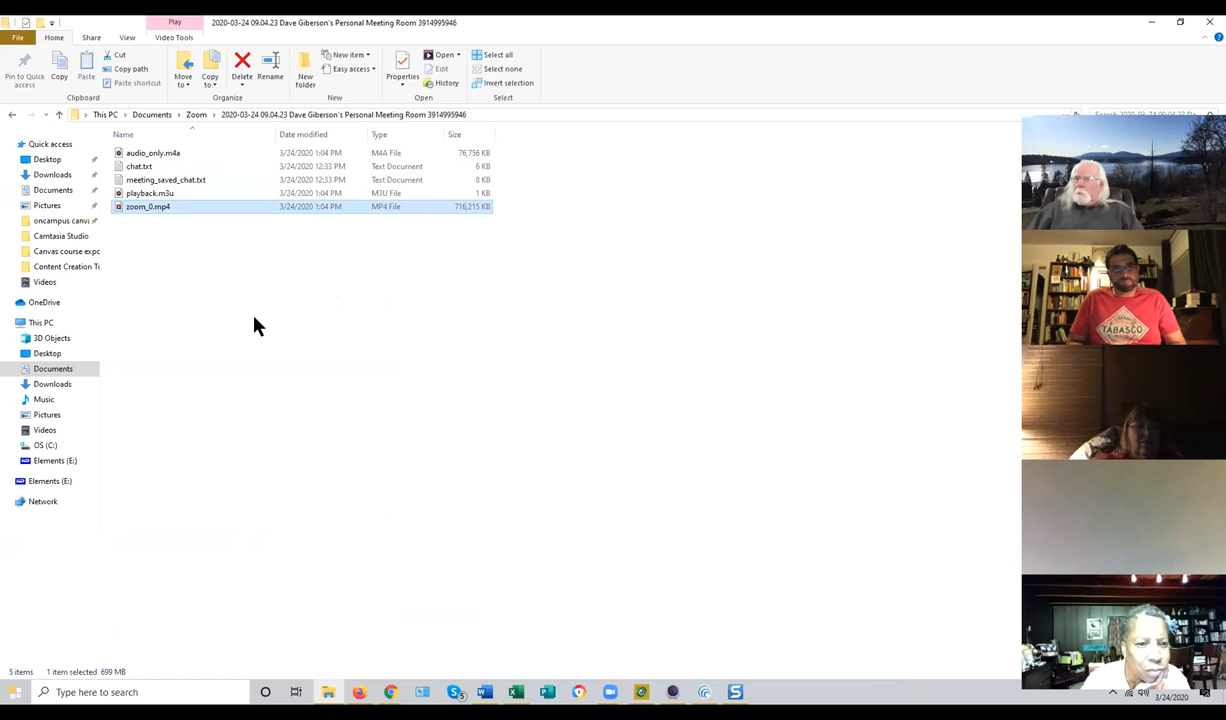 Play
2020-03-24 09.04.23 Dave Giberson's Personal Meeting Room 3914995946
File Home Share View Video Tools
Pin to Quick access
Copy
Paste
Cut
Copy path
Paste shortcut
Clipboard
Move to
Copy to
Delete
Rename
Organize
New folder
New item
Easy access
New
Properties
Open
Edit
History
Open
Select all
Select none
Invert selection
Select
This PC > Documents > Zoom > 2020-03-24 09.04.23 Dave Giberson's Personal Meeting Room 3914995946
Name Date modified Type Size
audio_only.m4a 3/24/2020 1:04 PM M4A File 76,756 KB
chat.txt 3/24/2020 12:33 PM Text Document 6 KB
meeting_saved_chat.txt 3/24/2020 12:33 PM Text Document 8 KB
playback.m3u 3/24/2020 1:04 PM M3U File 1 KB
zoom_0.mp4 3/24/2020 1:04 PM MP4 File 716,215 KB
Quick access
Desktop
Downloads
Documents
Pictures
oncampus canv
Camtasia Studio
Canvas course expo
Content Creation Tu
Videos
OneDrive
This PC
3D Objects
Desktop
Documents
Downloads
Music
Pictures
Videos
OS (C:)
Elements (E:)
Elements (E:)
Network
TABASCO
5 items 1 item selected 699 MB
Type here to search
3/24/2020